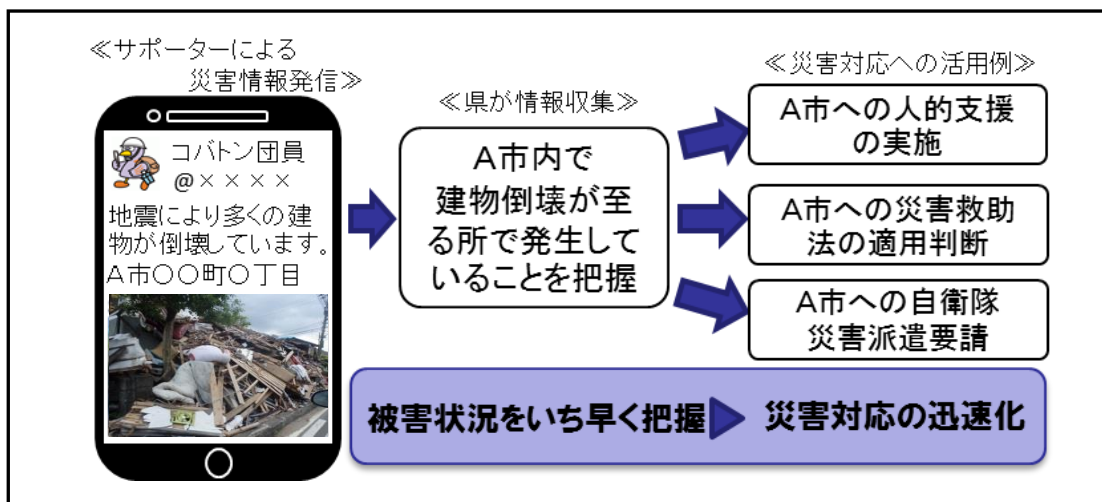 ≪サポーターによる
災害情報発信≫
コバトン団員
@××××
地震により多くの建
物が倒壊しています。
A市〇〇町〇丁目
≪県が情報収集≫
A市内で
建物倒壊が至
る所で発生して
いることを把握
≪災害対応への活用例≫
A市への人的支援
の実施
A市への災害救助
法の適用判断
A市への自衛隊
災害派遣要請
被害状況をいち早く把握
災害対応の迅速化